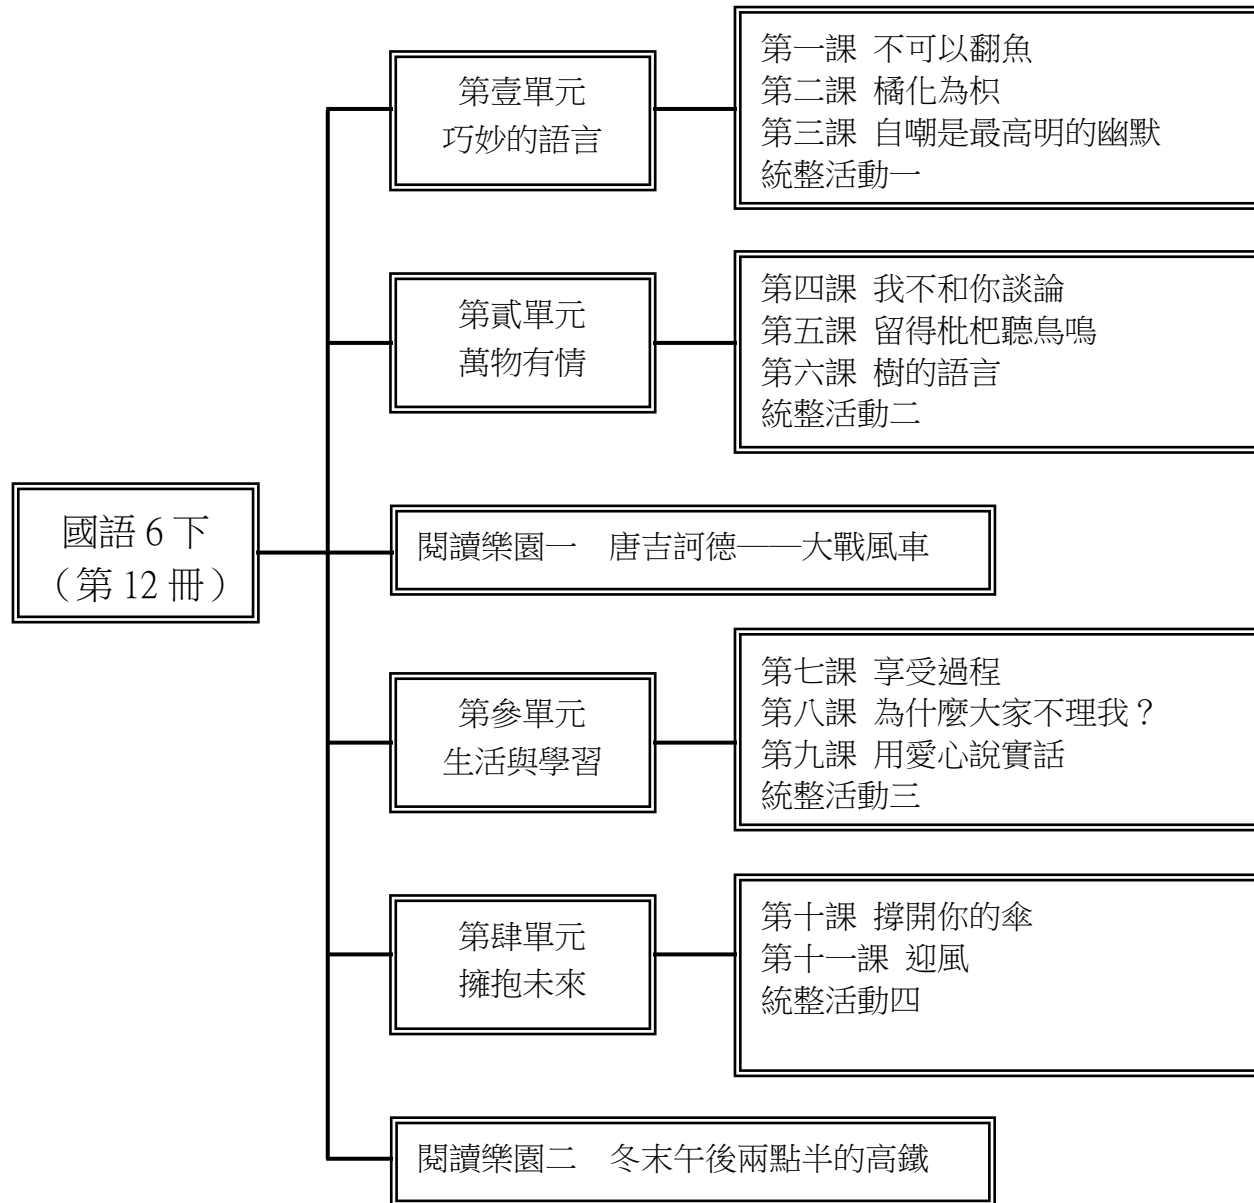 國語 6 下
（第 12 冊）
第壹單元
巧妙的語言
第一課 不可以翻魚
第二課 橘化為枳
第三課 自嘲是最高明的幽默
統整活動一
第貳單元
萬物有情
第四課 我不和你談論
第五課 留得枇杷聽鳥鳴
第六課 樹的語言
統整活動二
閱讀樂園一　唐吉訶德——大戰風車
第參單元
生活與學習
第七課 享受過程
第八課 為什麼大家不理我？
第九課 用愛心說實話
統整活動三
第肆單元
擁抱未來
第十課 撐開你的傘
第十一課 迎風
統整活動四
閱讀樂園二　冬末午後兩點半的高鐵